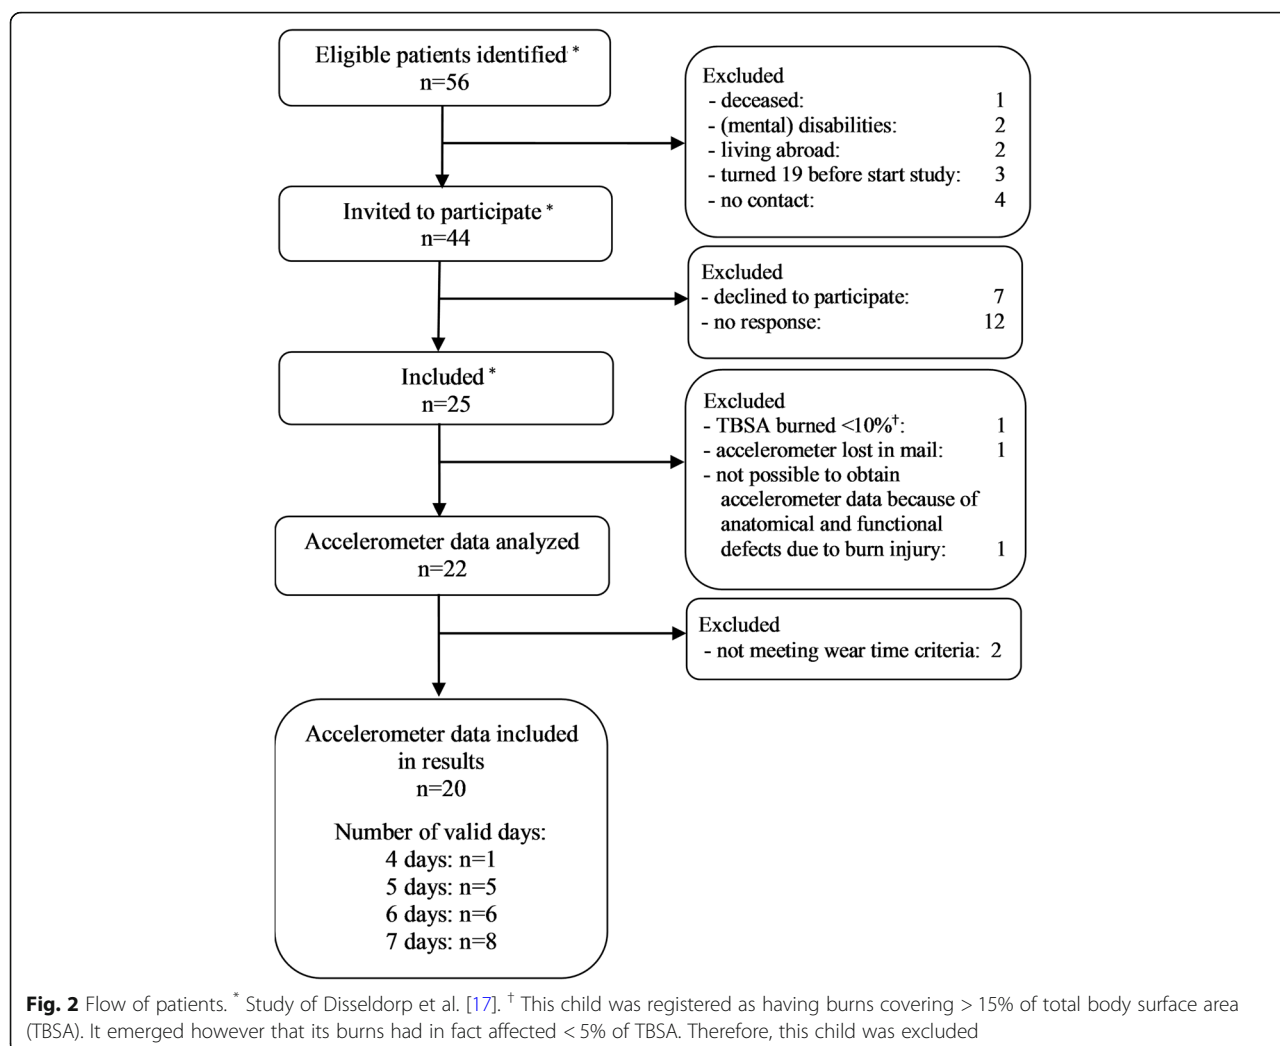 Eligible patients identified *
n=56
Excluded
- deceased: 1
- (mental) disabilities: 2
- living abroad: 2
- turned 19 before start study: 3
- no contact: 4
Invited to participate *
n=44
Excluded
- declined to participate: 7
- no response: 12
Included *
n=25
Excluded
- TBSA burned <10%†: 1
- accelerometer lost in mail: 1
- not possible to obtain
accelerometer data because of
anatomical and functional
defects due to burn injury: 1
Accelerometer data analyzed
n=22
Excluded
- not meeting wear time criteria: 2
Accelerometer data included
in results
n=20
Number of valid days:
4 days: n=1
5 days: n=5
6 days: n=6
7 days: n=8
Fig. 2 Flow of patients. * Study of Disseldorp et al. [17]. † This child was registered as having burns covering > 15% of total body surface area
(TBSA). It emerged however that its burns had in fact affected < 5% of TBSA. Therefore, this child was excluded